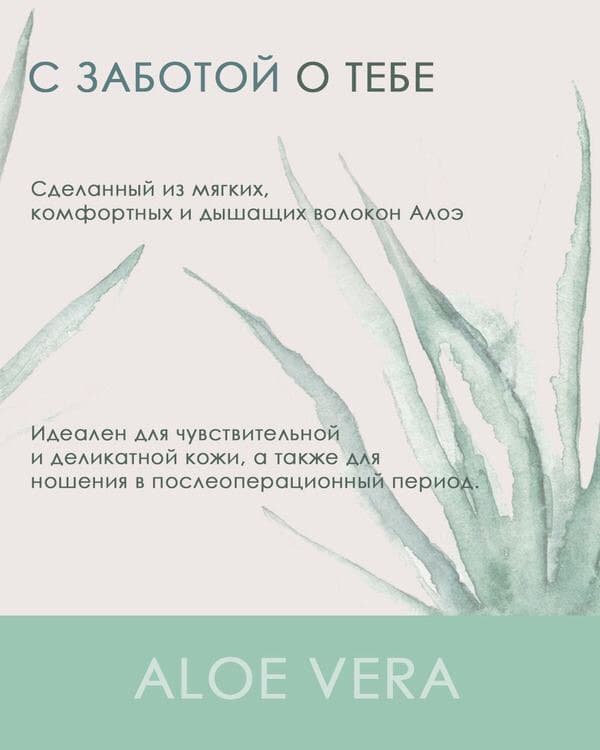 С ЗАБОТОЙ О ТЕБЕ
Сделанный из мягких,
комфортных и дышащих волокон Алоэ
Идеален для чувствительной
и деликатной кожи, а также для
ношения в послеоперационный период.
ALOE VERA